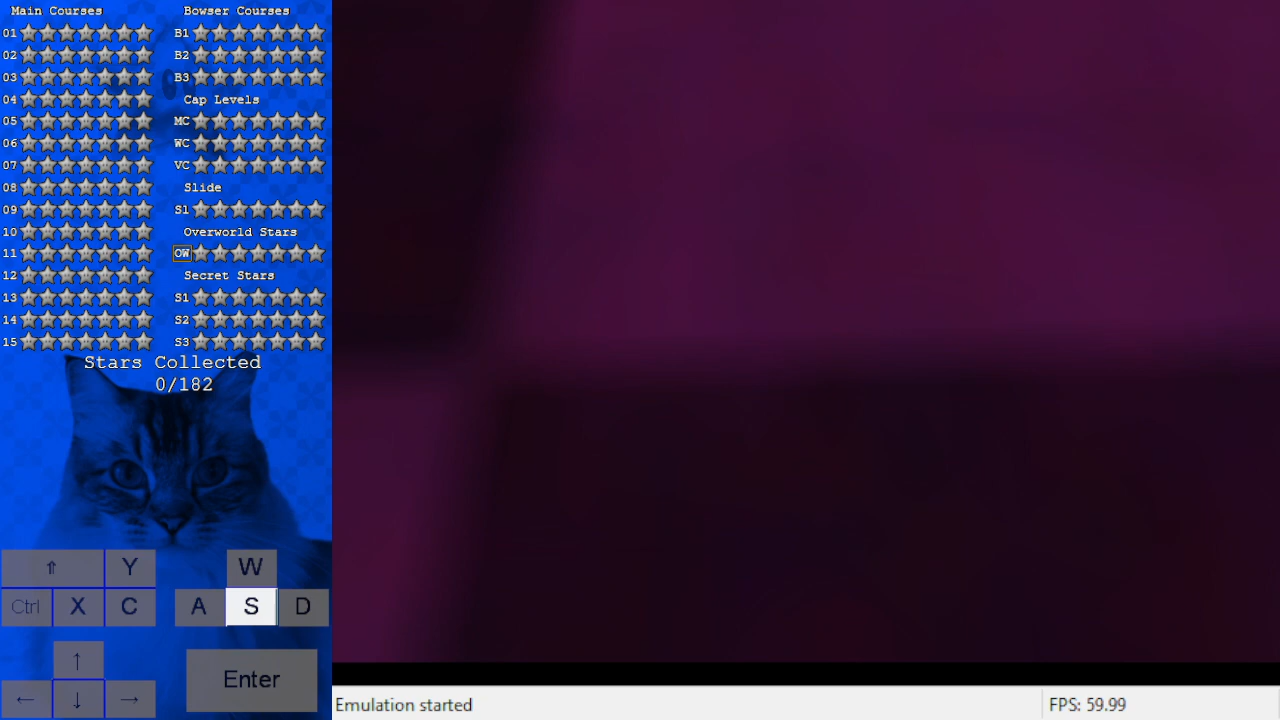 Main Courses
01
02
03
04
05
06
07
08
09
10
11
12
13
14
15
Bowser Courses
B1
B2
B3
Cap Levels
MC
WC
VC
Slide
S1
Overworld Stars
OW
Secret Stars
S1
S2
S3
Stars Collected
0/182
⇧ Y W
Ctrl X C A S D
↑
← ↓ → Enter
Emulation started FPS: 59.99